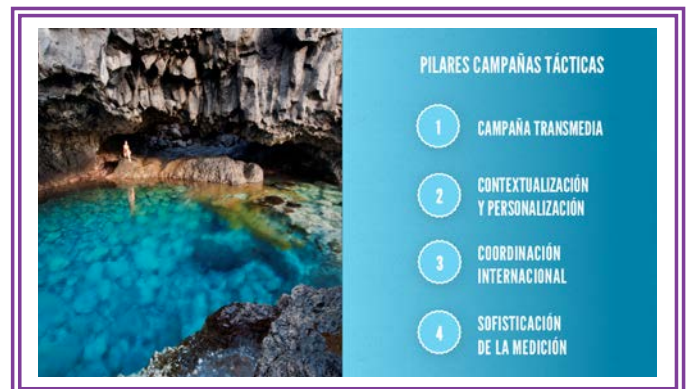 PILARES CAMPAÑAS TÁCTICAS
1 CAMPAÑA TRANSMEDIA
2 CONTEXTUALIZACIÓN
Y PERSONALIZACIÓN
3 COORDINACIÓN
INTERNACIONAL
4 SOFISTICACIÓN
DE LA MEDICIÓN